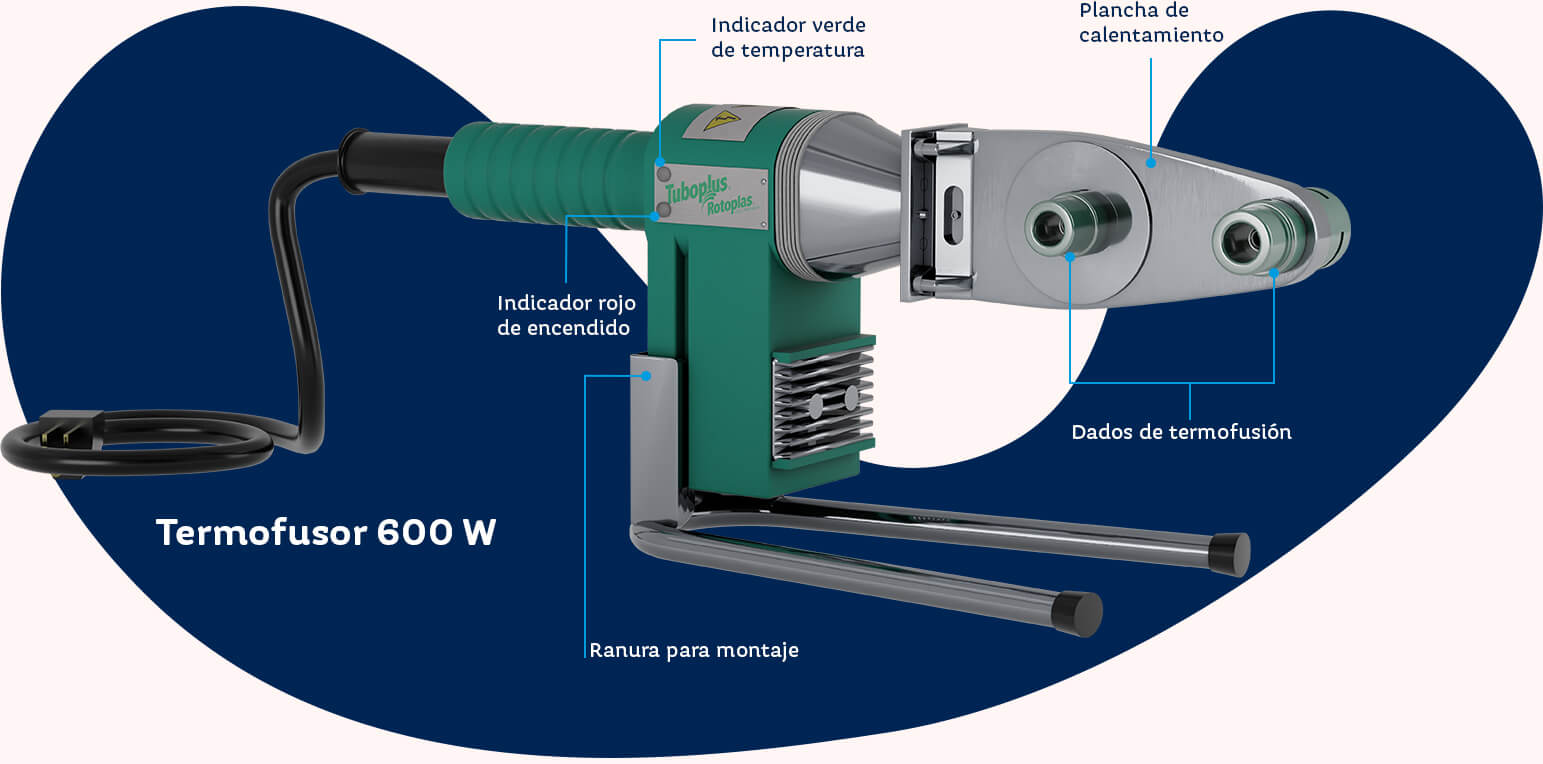 Indicador verde
de temperatura
Plancha de
calentamiento
Tuboplus
Rotoplas
Indicador rojo
de encendido
Dados de termofusión
Termofusor 600 W
Ranura para montaje